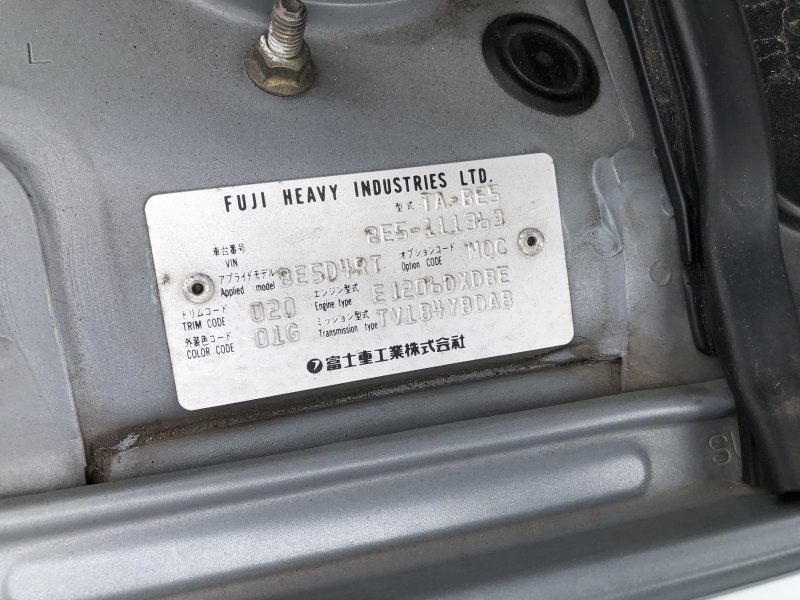 L
FUJI HEAVY INDUSTRIES LTD.
型式 TA-BE5
車台番号 VIN BE5-111363
アプライドモデル Applied model BE5D4RT オプションコード Option CODE MQC
トリムコード TRIM CODE 020 エンジン型式 Engine type E1206DXDBE
外装色コード COLOR CODE 01G ミッション型式 Transmission type TV1B4YBDAB
富士重工業株式会社